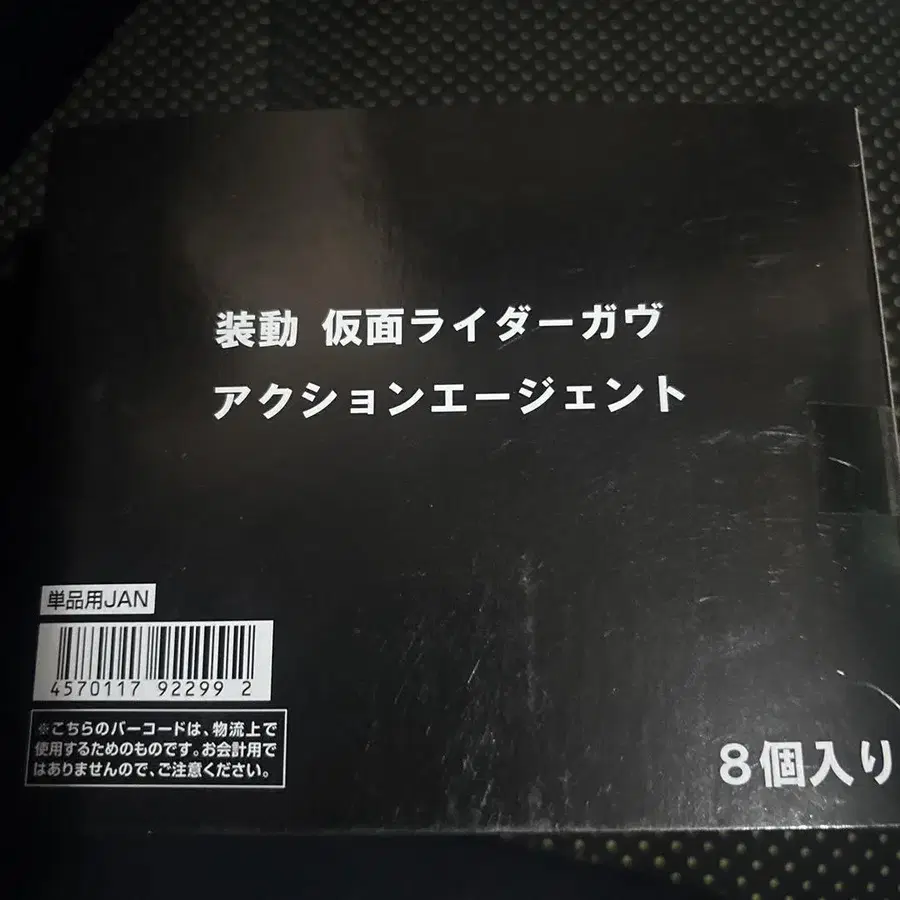 装動 仮面ライダーガヴ
アクションエージェント
単品用JAN
4570117 92299 2
※こちらのバーコードは、物流上で
使用するためのものです。お会計用で
はありませんので、ご注意ください。
8個入り